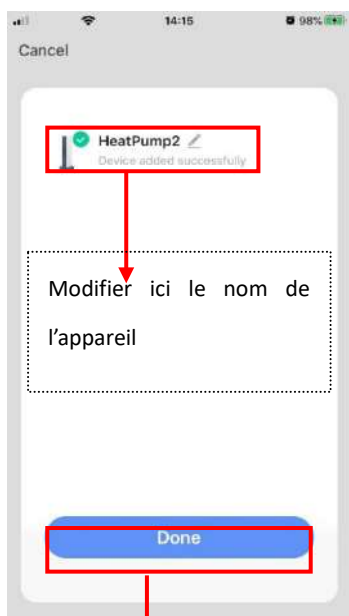 14:15
98%
Cancel
HeatPump2
Device added successfully
Modifier ici le nom de
l'appareil
Done